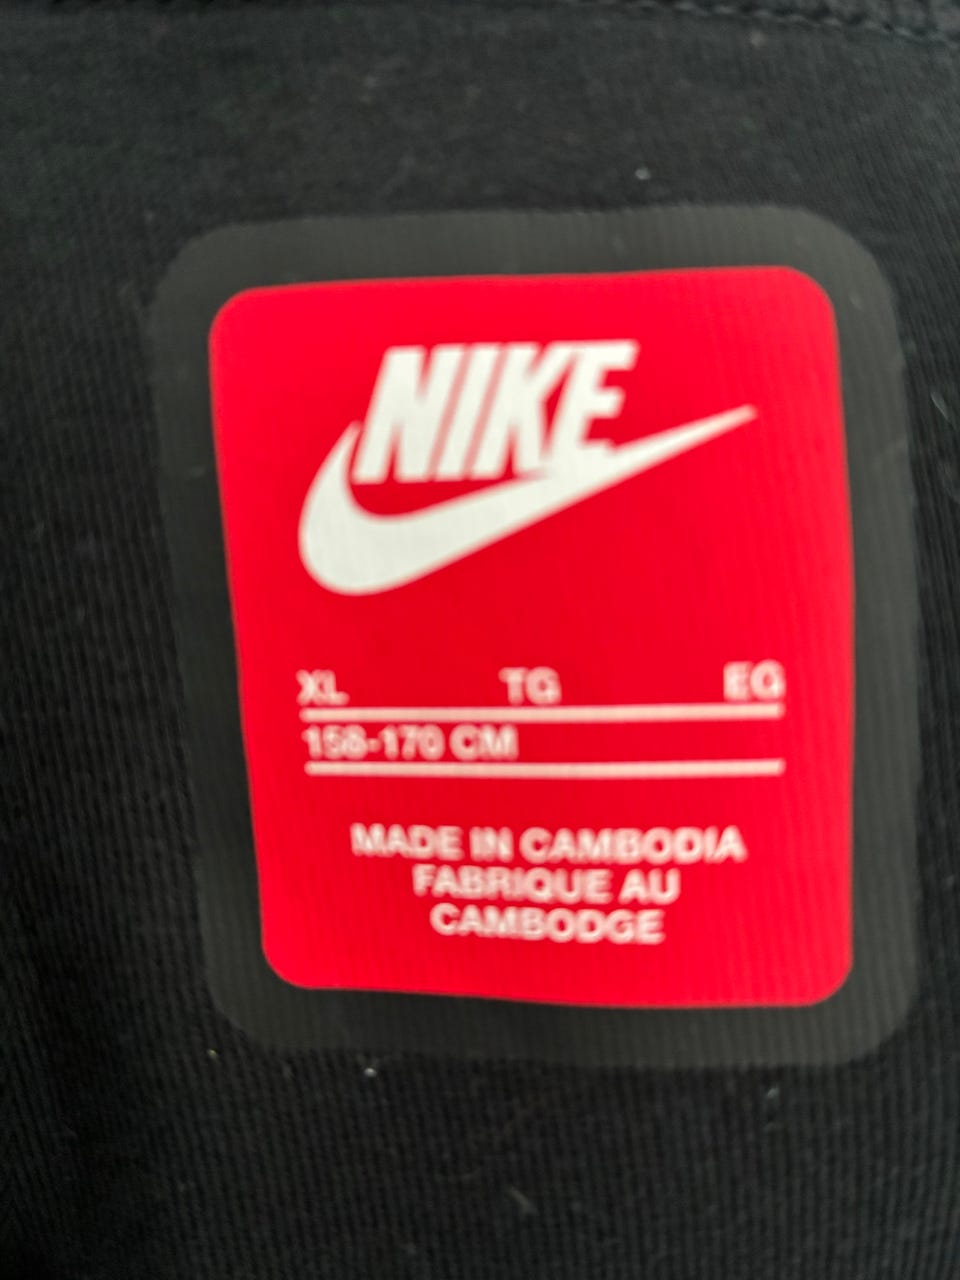 NIKE
XL TG EG
158-170 CM
MADE IN CAMBODIA
FABRIQUE AU
CAMBODGE